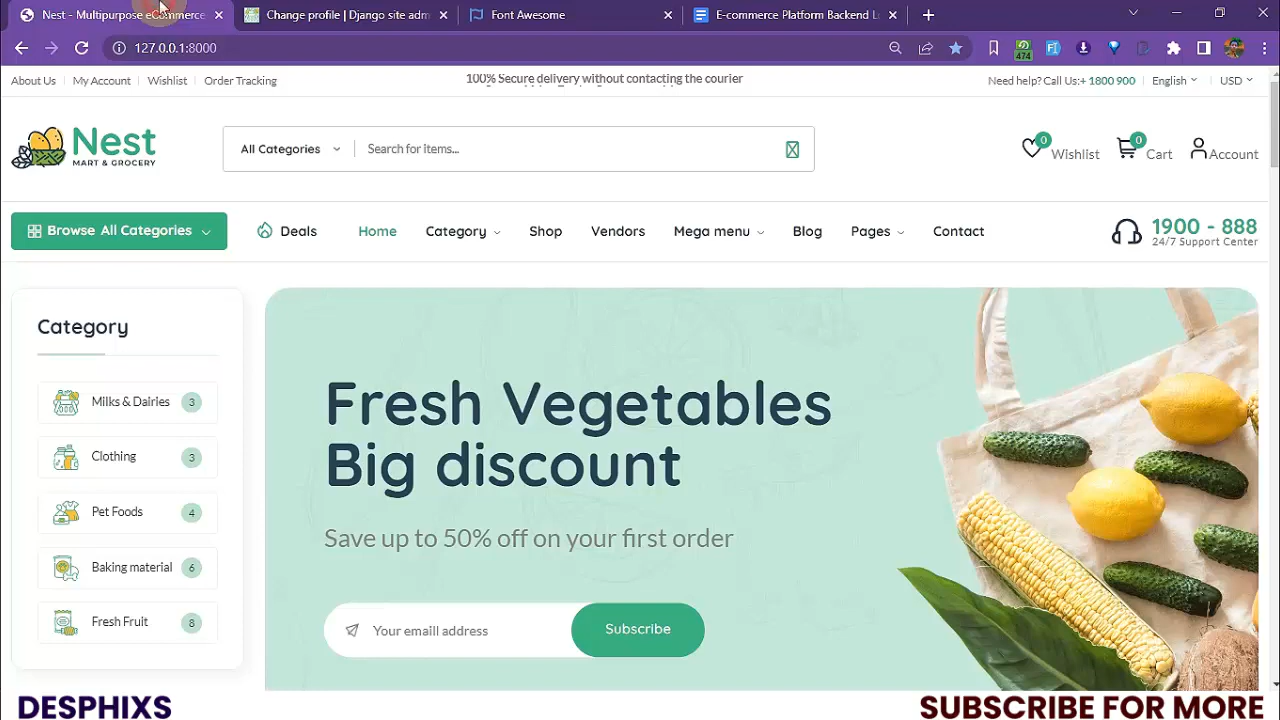 Nest - Multipurpose eCommerce
Change profile | Django site ad
Font Awesome
E-commerce Platform Backend L
127.0.0.1:8000
474
About Us
My Account
Wishlist
Order Tracking
100% Secure delivery without contacting the courier
Need help? Call Us:+ 1800 900
English
USD
Nest
MART & GROCERY
All Categories
Search for items...
0
Wishlist
0
Cart
Account
Browse All Categories
Deals
Home
Category
Shop
Vendors
Mega menu
Blog
Pages
Contact
1900 - 888
24/7 Support Center
Category
Milks & Dairies 3
Clothing 3
Pet Foods 4
Baking material 6
Fresh Fruit 8
Fresh Vegetables
Big discount
Save up to 50% off on your first order
Your emaill address
Subscribe
DESPHIXS
SUBSCRIBE FOR MORE